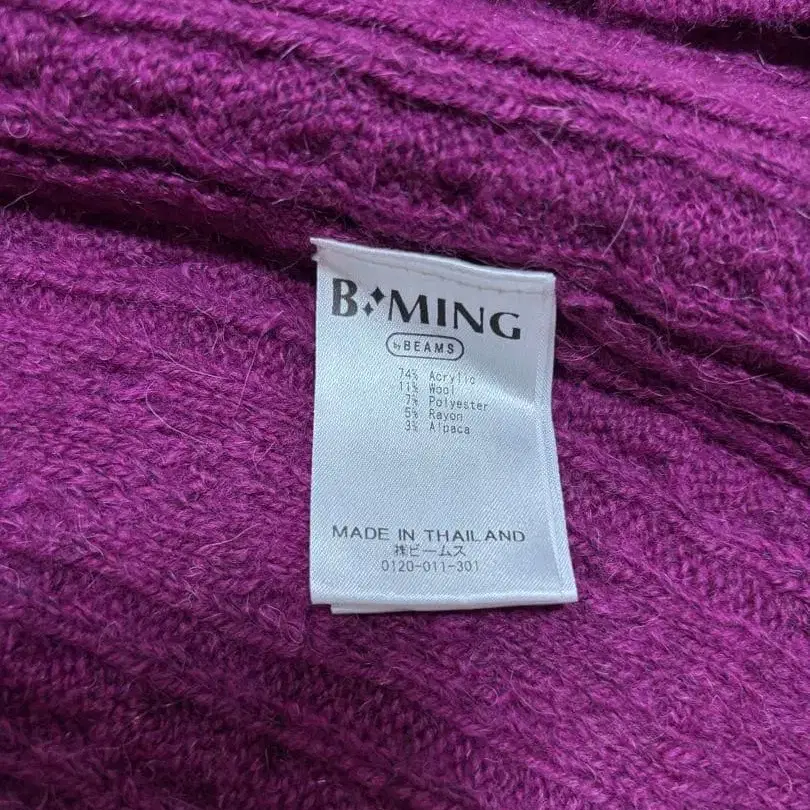 B MING
by BEAMS
74% Acrylic
11% Wool
7% Polyester
5% Rayon
3% Alpaca
MADE IN THAILAND
㈱ビームス
0120-011-301